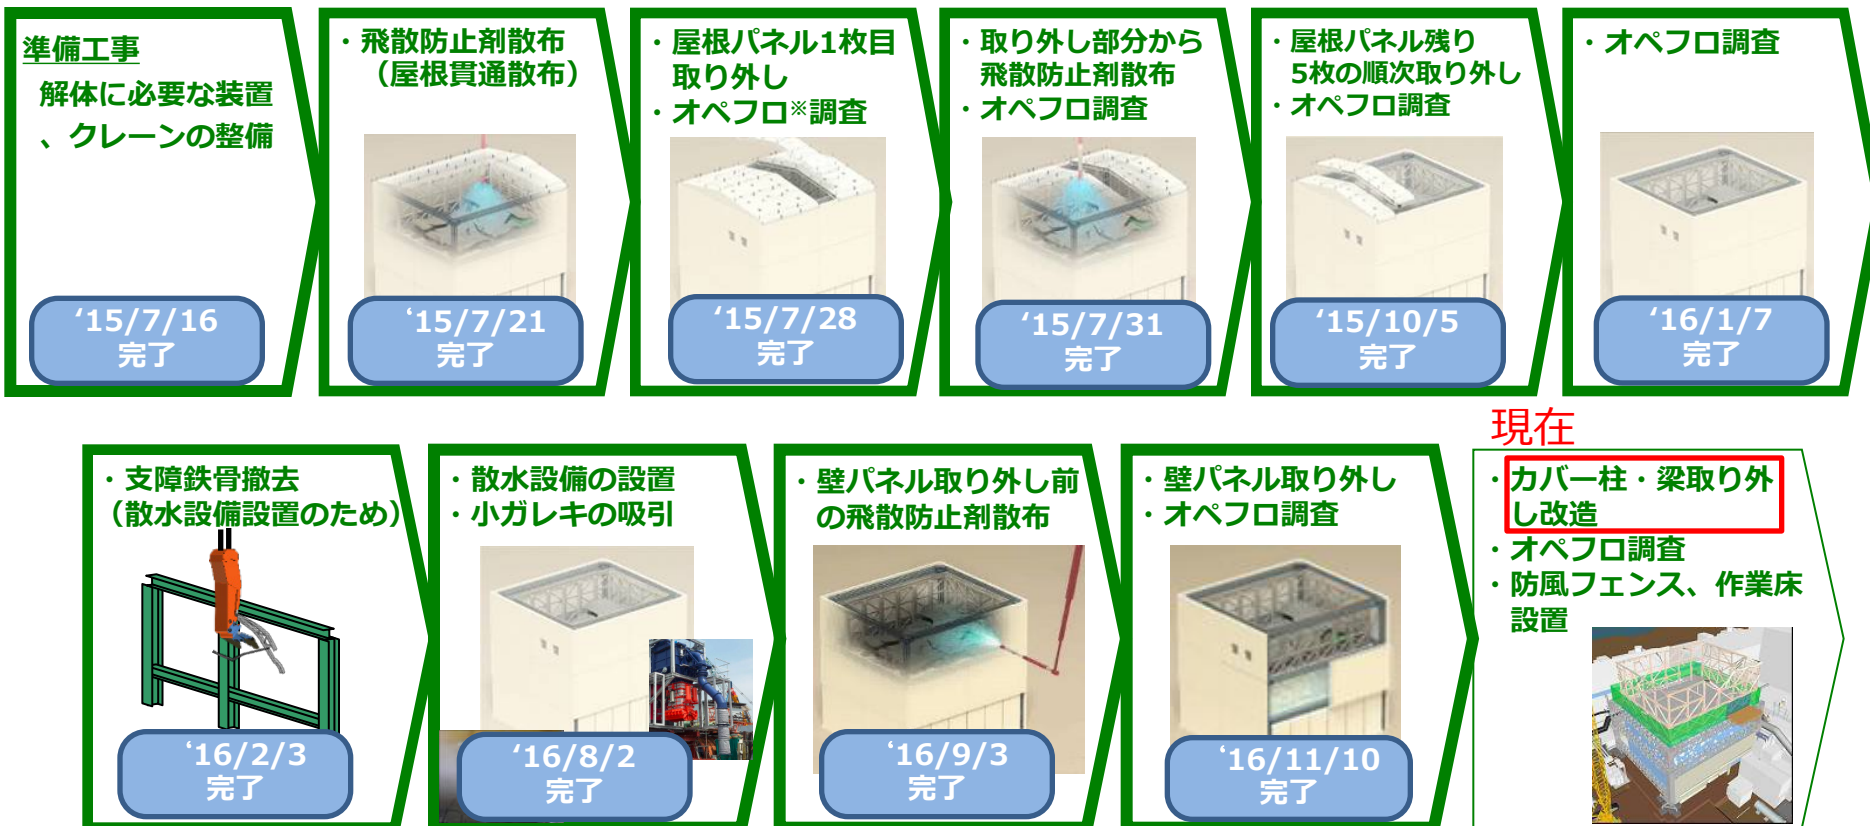 準備工事
解体に必要な装置
、クレーンの整備
‘15/7/16
完了
・飛散防止剤散布
（屋根貫通散布）
‘15/7/21
完了
・屋根パネル1枚目
取り外し
・オペフロ※調査
‘15/7/28
完了
・取り外し部分から
飛散防止剤散布
・オペフロ調査
‘15/7/31
完了
・屋根パネル残り
5枚の順次取り外し
・オペフロ調査
‘15/10/5
完了
・オペフロ調査
‘16/1/7
完了
・支障鉄骨撤去
（散水設備設置のため）
‘16/2/3
完了
・散水設備の設置
・小ガレキの吸引
‘16/8/2
完了
・壁パネル取り外し前
の飛散防止剤散布
‘16/9/3
完了
・壁パネル取り外し
・オペフロ調査
‘16/11/10
完了
現在
・カバー柱・梁取り外
し改造
・オペフロ調査
・防風フェンス、作業床
設置